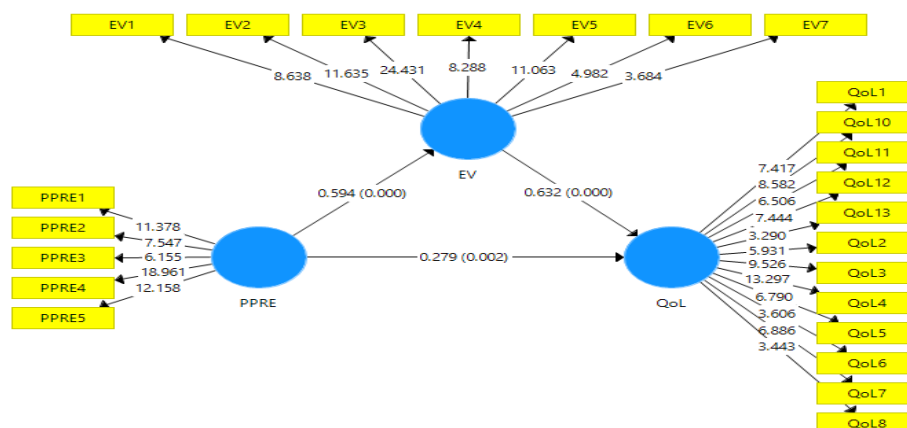 EV1 EV2 EV3 EV4 EV5 EV6 EV7
8.638 11.635 24.431 8.288 11.063 4.982 3.684
EV
0.594 (0.000)
0.632 (0.000)
0.279 (0.002)
PPRE1
PPRE2
PPRE3
PPRE4
PPRE5
11.378
7.547
6.155
18.961
12.158
PPRE
QoL
7.417
8.582
6.506
7.444
3.290
5.931
9.526
13.297
6.790
3.606
6.886
3.443
QoL1
QoL10
QoL11
QoL12
QoL13
QoL2
QoL3
QoL4
QoL5
QoL6
QoL7
QoL8